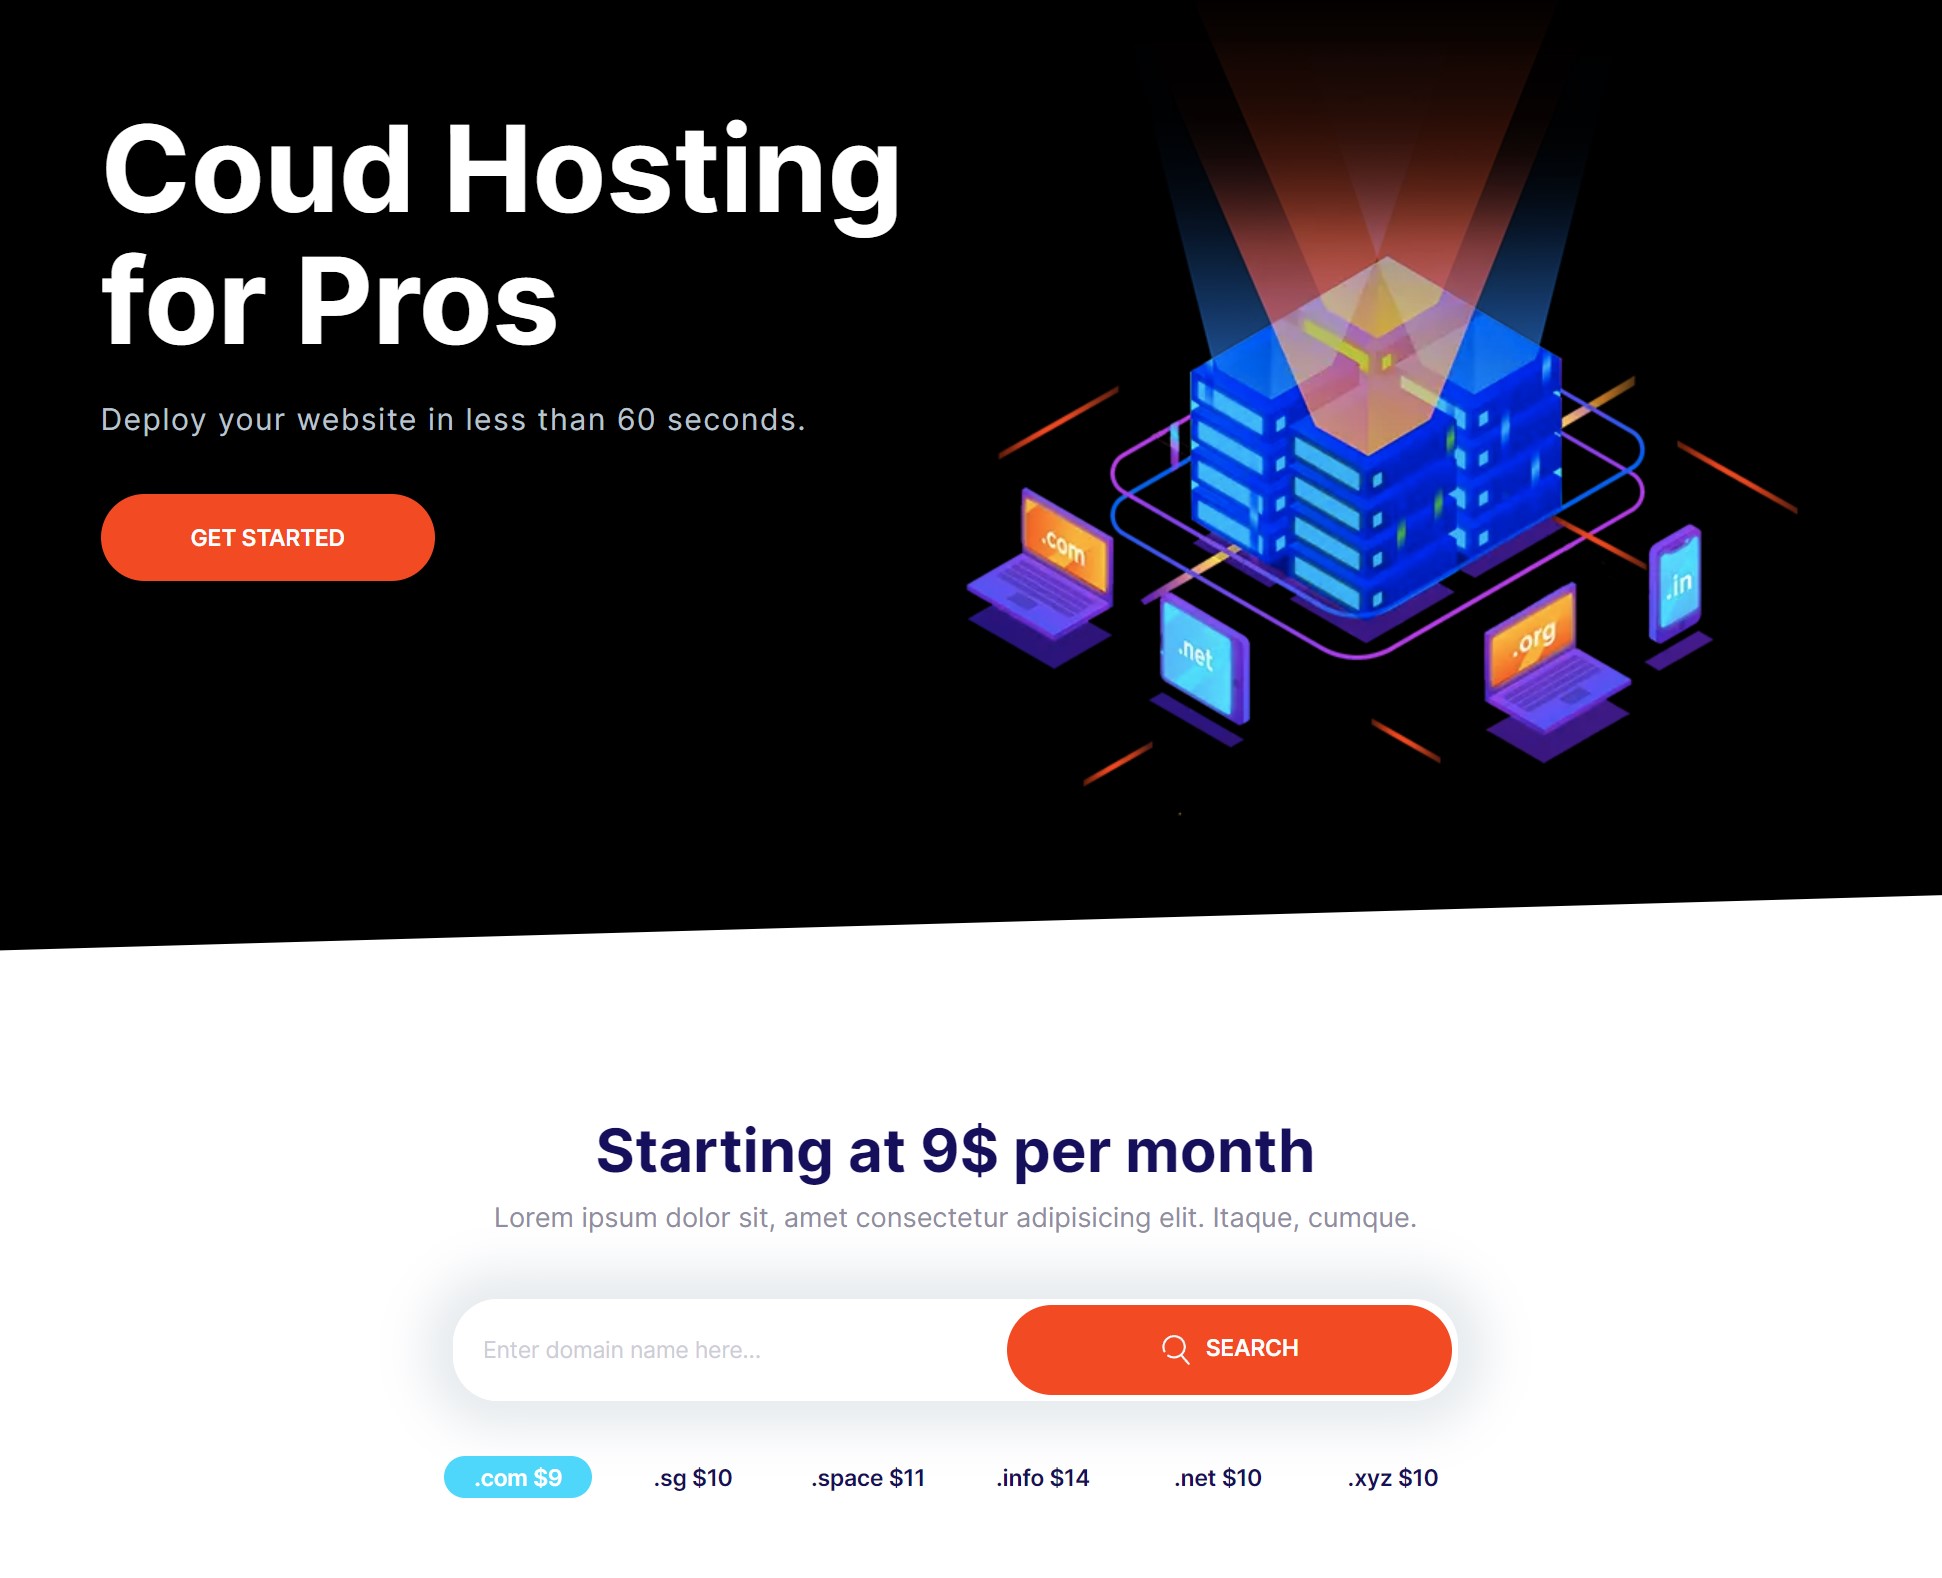 Coud Hosting
for Pros
Deploy your website in less than 60 seconds.
GET STARTED
.com
.net
.org
.in
Starting at 9$ per month
Lorem ipsum dolor sit, amet consectetur adipisicing elit. Itaque, cumque.
Enter domain name here...
SEARCH
.com $9
.sg $10
.space $11
.info $14
.net $10
.xyz $10